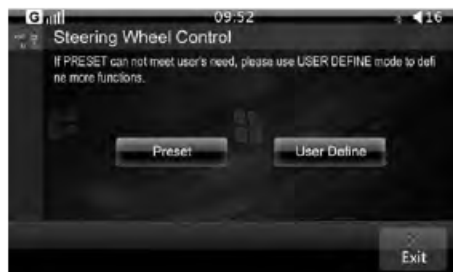 G 09:52 16
Steering Wheel Control
If PRESET can not meet user's need, please use USER DEFINE mode to defi
ne more functions.
Preset User Define
Exit